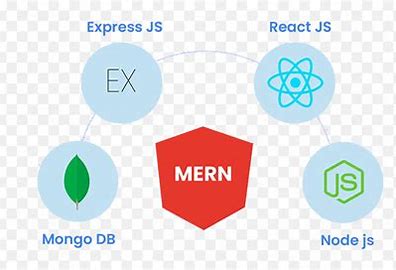 Express JS
React JS
EX
MERN
JS
Mongo DB
Node js